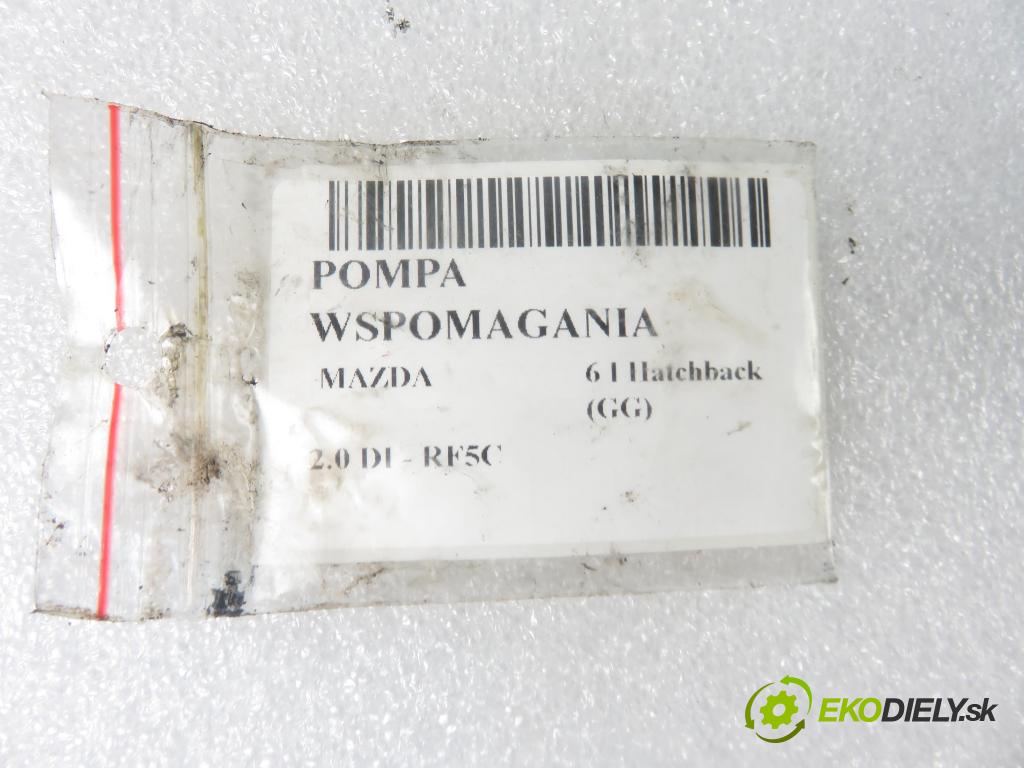 POMPA
WSPOMAGANIA
MAZDA 6 I Hatchback
(GG)
2.0 DI - RF5C
EKODIELY.sk